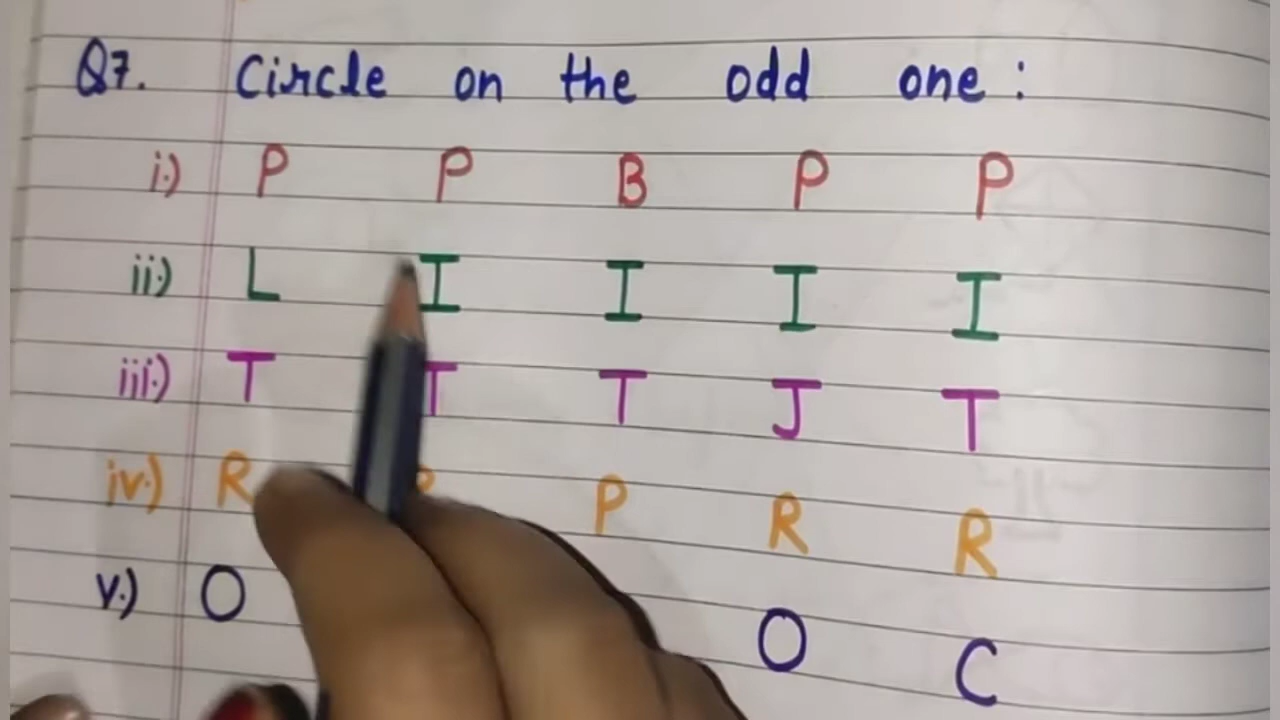 Q7. Circle on the odd one :
i.) P P B P P
ii.) L I I I I
iii.) T T T J T
iv.) R P R R
v.) O O C